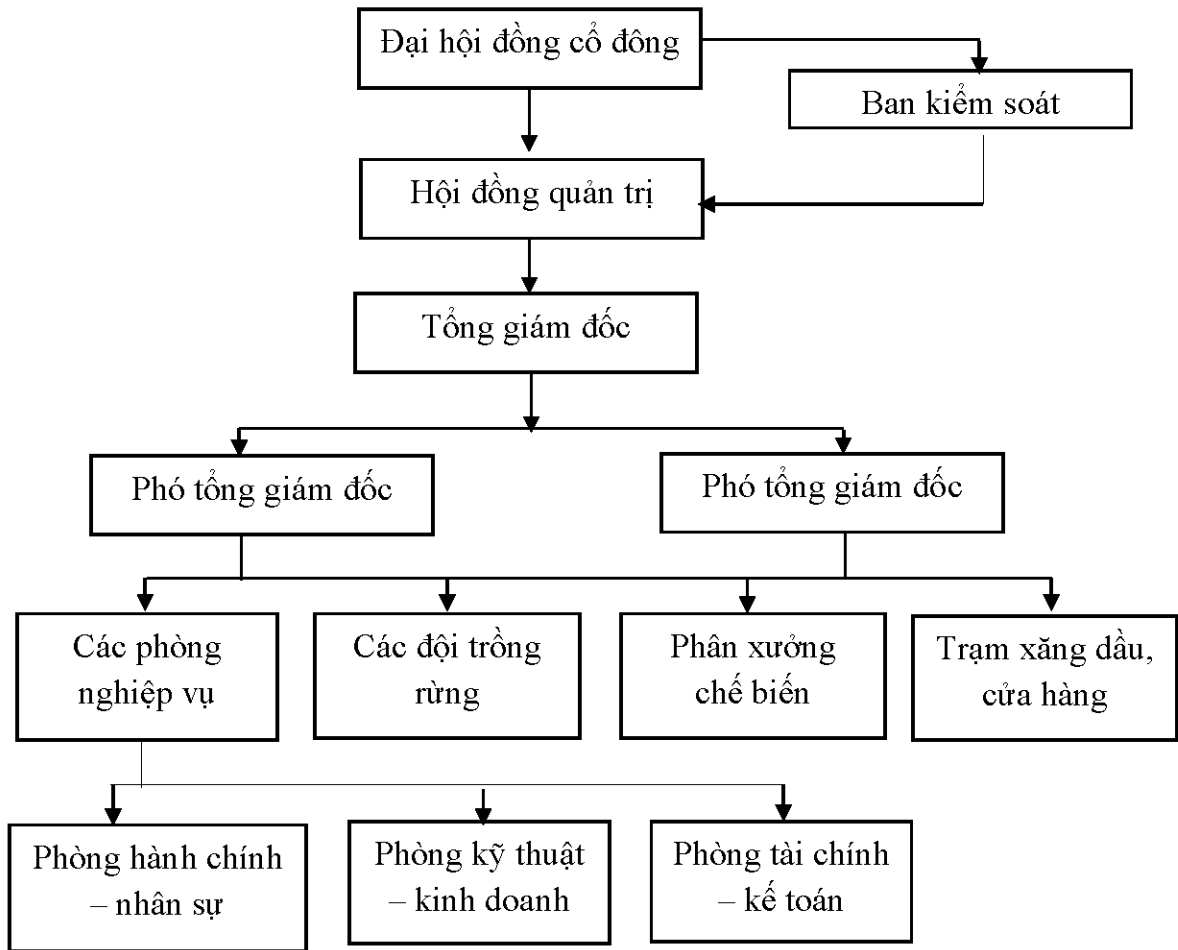 Đại hội đồng cổ đông
Ban kiểm soát
Hội đồng quản trị
Tổng giám đốc
Phó tổng giám đốc
Phó tổng giám đốc
Các phòng
nghiệp vụ
Các đội trồng
rừng
Phân xưởng
chế biến
Trạm xăng dầu,
cửa hàng
Phòng hành chính
– nhân sự
Phòng kỹ thuật
– kinh doanh
Phòng tài chính
– kế toán